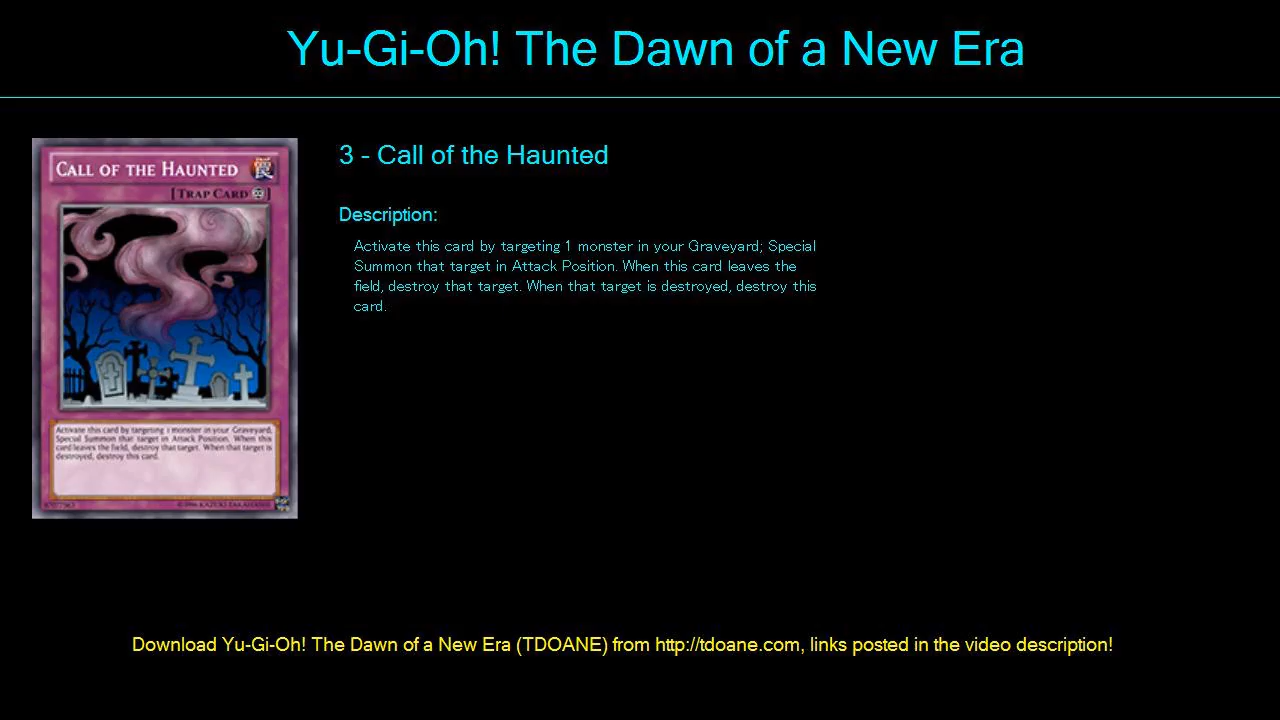 Yu-Gi-Oh! The Dawn of a New Era
CALL OF THE HAUNTED
[TRAP CARD]
Activate this card by targeting 1 monster in your Graveyard;
Special Summon that target in Attack Position. When this
card leaves the field, destroy that target. When that target is
destroyed, destroy this card.
©1996 KAZUKI TAKAHASHI
3 - Call of the Haunted
Description:
Activate this card by targeting 1 monster in your Graveyard; Special
Summon that target in Attack Position. When this card leaves the
field, destroy that target. When that target is destroyed, destroy this
card.
Download Yu-Gi-Oh! The Dawn of a New Era (TDOANE) from http://tdoane.com, links posted in the video description!